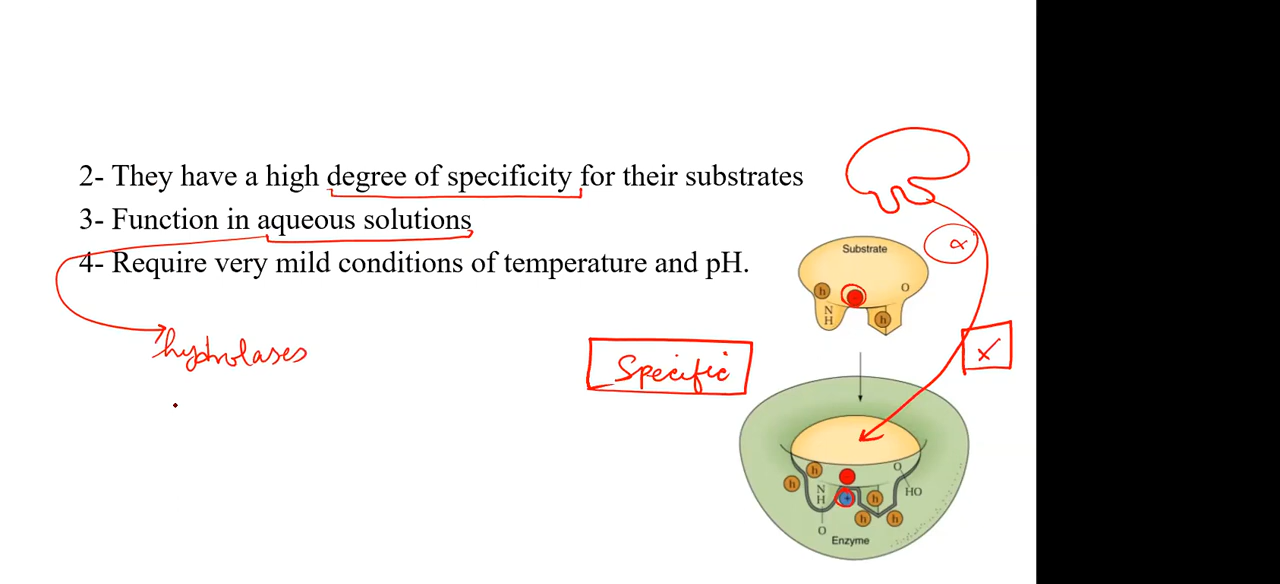 2- They have a high degree of specificity for their substrates
3- Function in aqueous solutions
4- Require very mild conditions of temperature and pH.
hydrolases
Specific
α
x
Substrate
h
O
N
H
h
h
h
N
H
+
h
O
HO
h
h
O
Enzyme